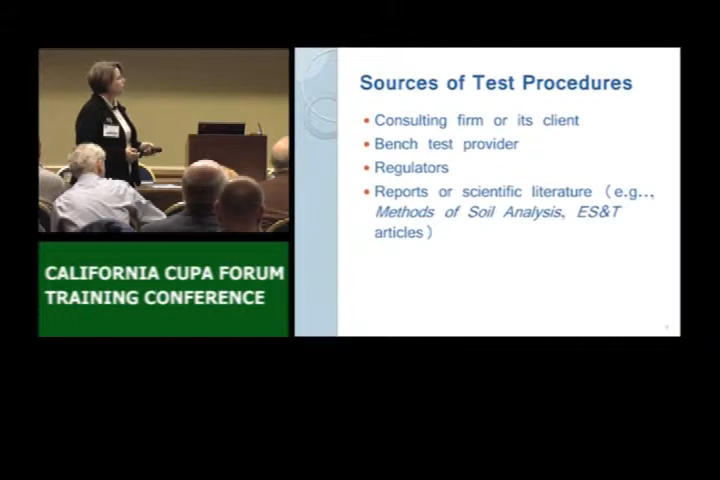 Sources of Test Procedures
• Consulting firm or its client
• Bench test provider
• Regulators
• Reports or scientific literature (e.g..,
Methods of Soil Analysis, ES&T
articles)
CALIFORNIA CUPA FORUM
TRAINING CONFERENCE